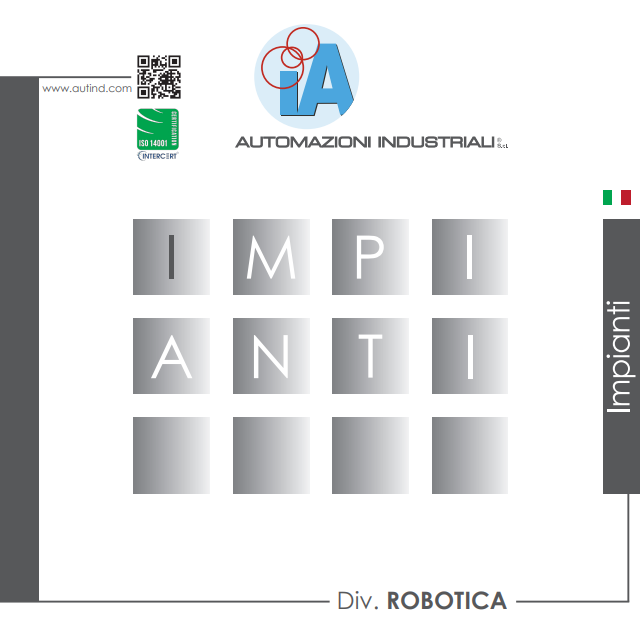 www.autind.com
CERTIFICATION
ISO 14001
INTERCERT
iA
AUTOMAZIONI INDUSTRIALI ® S.r.l.
I M P I
A N T I
Impianti
Div. ROBOTICA